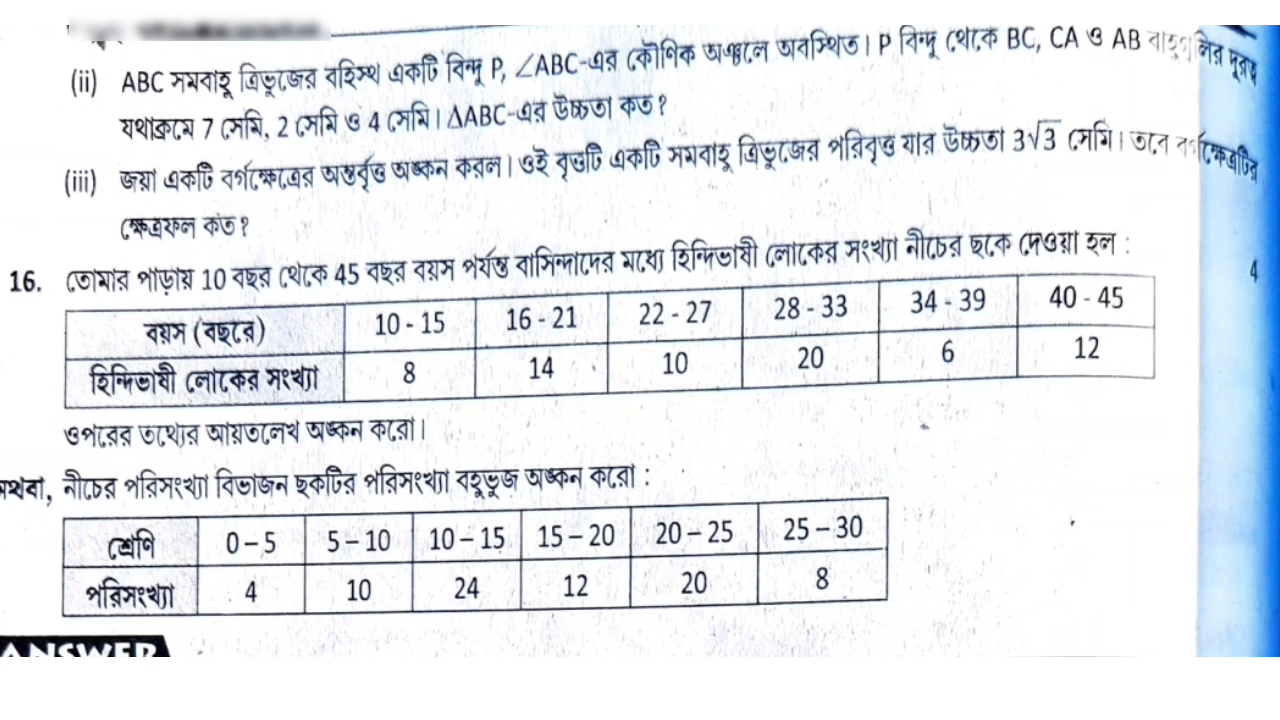 (ii) ABC সমবাহু ত্রিভুজের বহিস্থ একটি বিন্দু P, ∠ABC-এর কৌণিক অঞ্চলে অবস্থিত। P বিন্দু থেকে BC, CA ও AB বাহুগুলির দূরত্ব
যথাক্রমে 7 সেমি, 2 সেমি ও 4 সেমি। ΔABC-এর উচ্চতা কত?
(iii) জয়া একটি বর্গক্ষেত্রের অন্তর্বৃত্ত অঙ্কন করল। ওই বৃত্তটি একটি সমবাহু ত্রিভুজের পরিবৃত্ত যার উচ্চতা 3√3 সেমি। তবে বর্গক্ষেত্রটির
ক্ষেত্রফল কত?
4
16. তোমার পাড়ায় 10 বছর থেকে 45 বছর বয়স পর্যন্ত বাসিন্দাদের মধ্যে হিন্দিভাষী লোকের সংখ্যা নীচের ছকে দেওয়া হল :
বয়স (বছরে) 10 - 15 16 - 21 22 - 27 28 - 33 34 - 39 40 - 45
হিন্দিভাষী লোকের সংখ্যা 8 14 10 20 6 12
ওপরের তথ্যের আয়তলেখ অঙ্কন করো।
অথবা, নীচের পরিসংখ্যা বিভাজন ছকটির পরিসংখ্যা বহুভুজ অঙ্কন করো :
শ্রেণি 0 – 5 5 – 10 10 – 15 15 – 20 20 – 25 25 – 30
পরিসংখ্যা 4 10 24 12 20 8
ANSWER